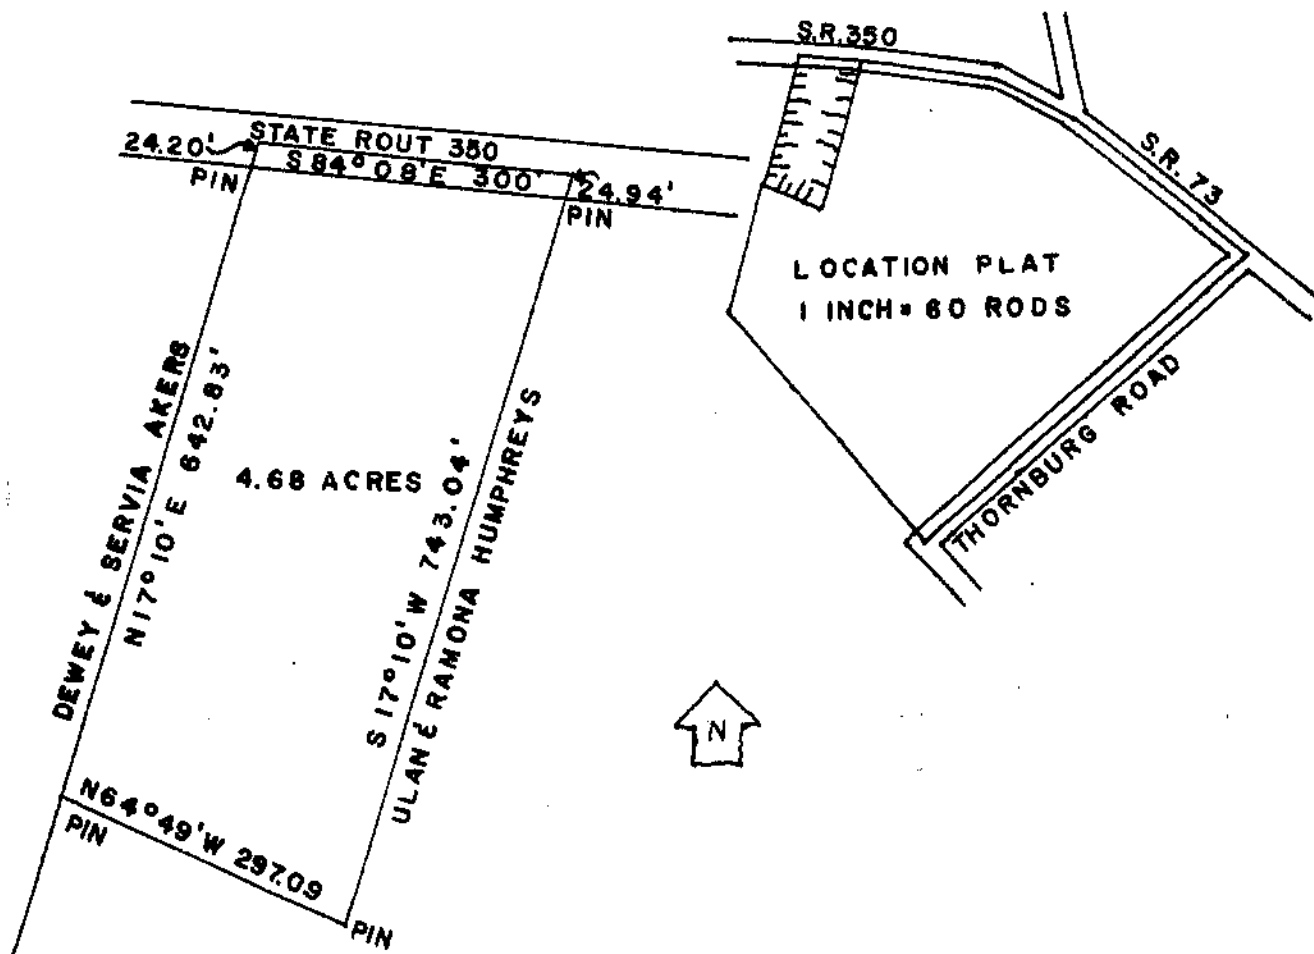 S.R. 350
24.20'
STATE ROUT 350
S 84° 08' E 300'
24.94'
PIN
PIN
S.R. 73
LOCATION PLAT
1 INCH = 60 RODS
THORNBURG ROAD
DEWEY & SERVIA AKERS
N 17° 10' E 642.83'
4.68 ACRES
S 17° 10' W 743.04'
ULAN & RAMONA HUMPHREYS
N
N 64° 49' W 297.09
PIN
PIN